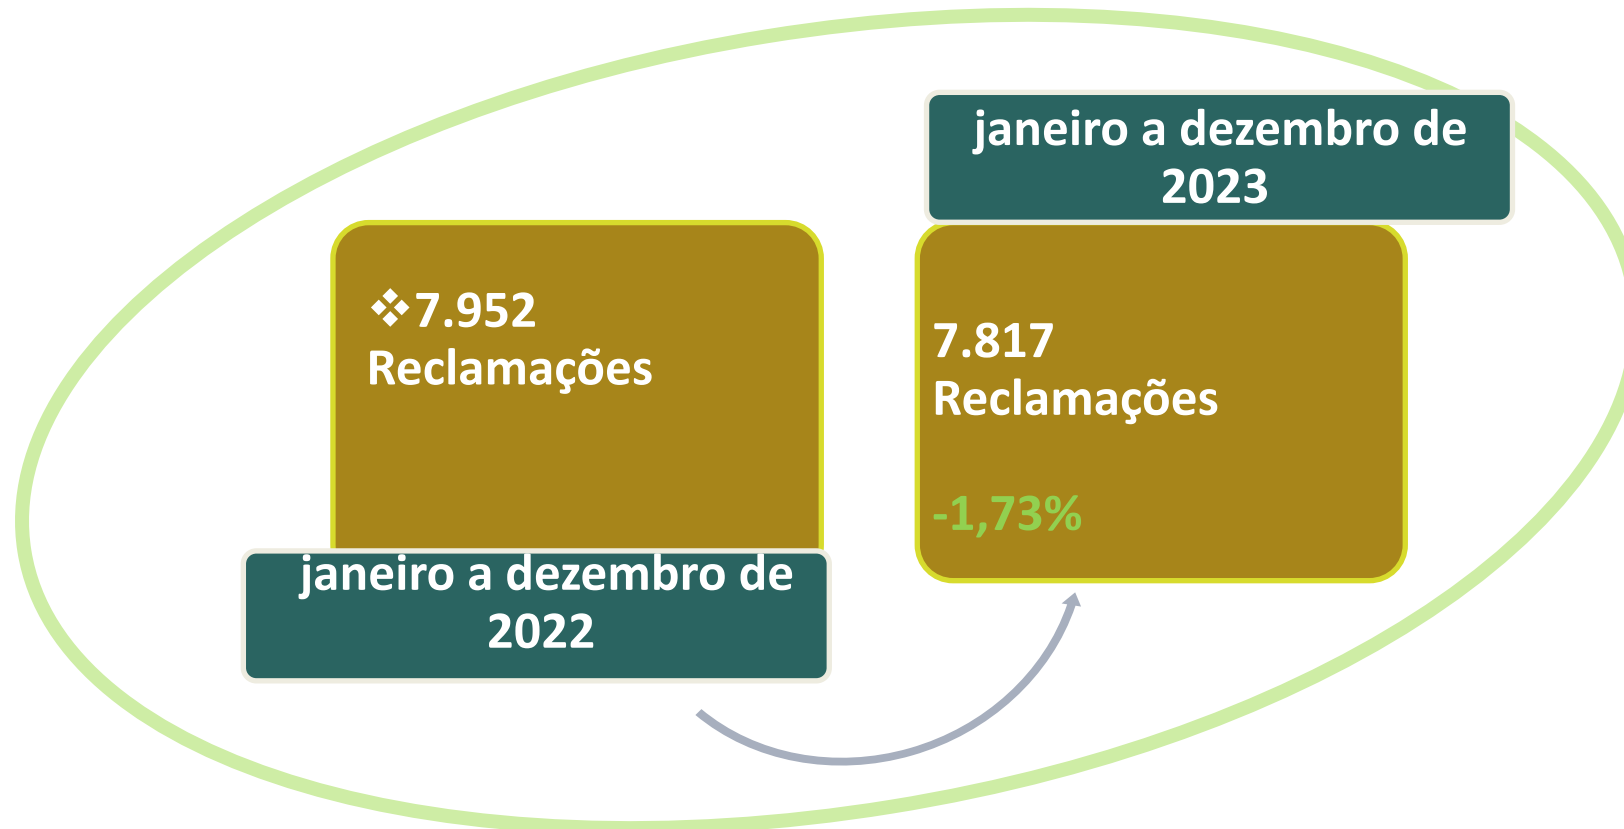 ❖7.952
Reclamações
janeiro a dezembro de
2022
janeiro a dezembro de
2023
7.817
Reclamações
-1,73%